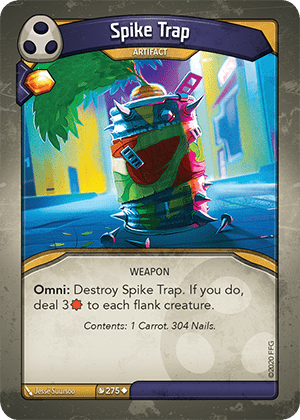 Spike Trap
ARTIFACT
WEAPON
Omni: Destroy Spike Trap. If you do,
deal 3 to each flank creature.
Contents: 1 Carrot. 304 Nails.
Jesse Suursoo
275
©2020 FFG